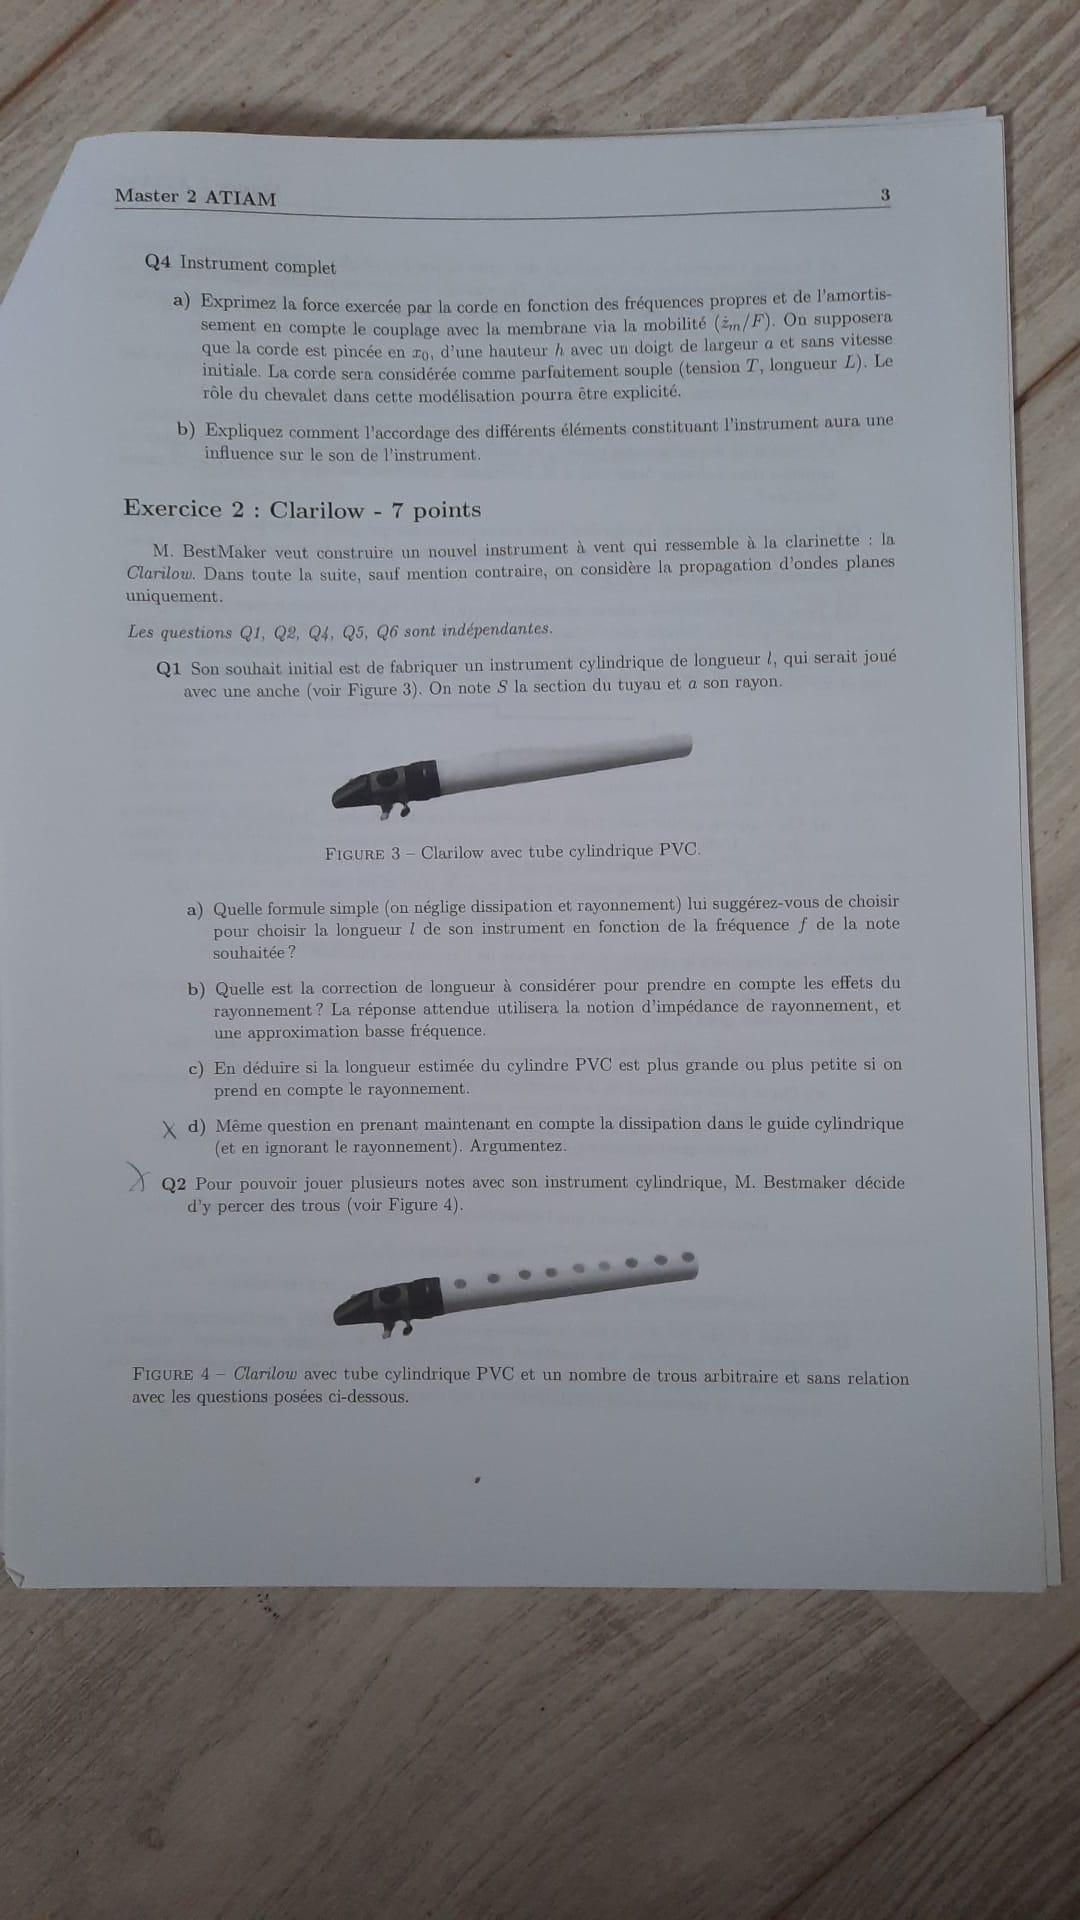 Master 2 ATIAM 3
Q4 Instrument complet
a) Exprimez la force exercée par la corde en fonction des fréquences propres et de l'amortis-
sement en compte le couplage avec la membrane via la mobilité (żₘ/F). On supposera
que la corde est pincée en x₀, d'une hauteur h avec un doigt de largeur a et sans vitesse
initiale. La corde sera considérée comme parfaitement souple (tension T, longueur L). Le
rôle du chevalet dans cette modélisation pourra être explicité.
b) Expliquez comment l'accordage des différents éléments constituant l'instrument aura une
influence sur le son de l'instrument.
Exercice 2 : Clarilow - 7 points
M. BestMaker veut construire un nouvel instrument à vent qui ressemble à la clarinette : la
Clarilow. Dans toute la suite, sauf mention contraire, on considère la propagation d'ondes planes
uniquement.
Les questions Q1, Q2, Q4, Q5, Q6 sont indépendantes.
Q1 Son souhait initial est de fabriquer un instrument cylindrique de longueur l, qui serait joué
avec une anche (voir Figure 3). On note S la section du tuyau et a son rayon.
FIGURE 3 – Clarilow avec tube cylindrique PVC.
a) Quelle formule simple (on néglige dissipation et rayonnement) lui suggérez-vous de choisir
pour choisir la longueur l de son instrument en fonction de la fréquence f de la note
souhaitée ?
b) Quelle est la correction de longueur à considérer pour prendre en compte les effets du
rayonnement ? La réponse attendue utilisera la notion d'impédance de rayonnement, et
une approximation basse fréquence.
c) En déduire si la longueur estimée du cylindre PVC est plus grande ou plus petite si on
prend en compte le rayonnement.
X d) Même question en prenant maintenant en compte la dissipation dans le guide cylindrique
(et en ignorant le rayonnement). Argumentez.
X Q2 Pour pouvoir jouer plusieurs notes avec son instrument cylindrique, M. Bestmaker décide
d'y percer des trous (voir Figure 4).
FIGURE 4 – Clarilow avec tube cylindrique PVC et un nombre de trous arbitraire et sans relation
avec les questions posées ci-dessous.